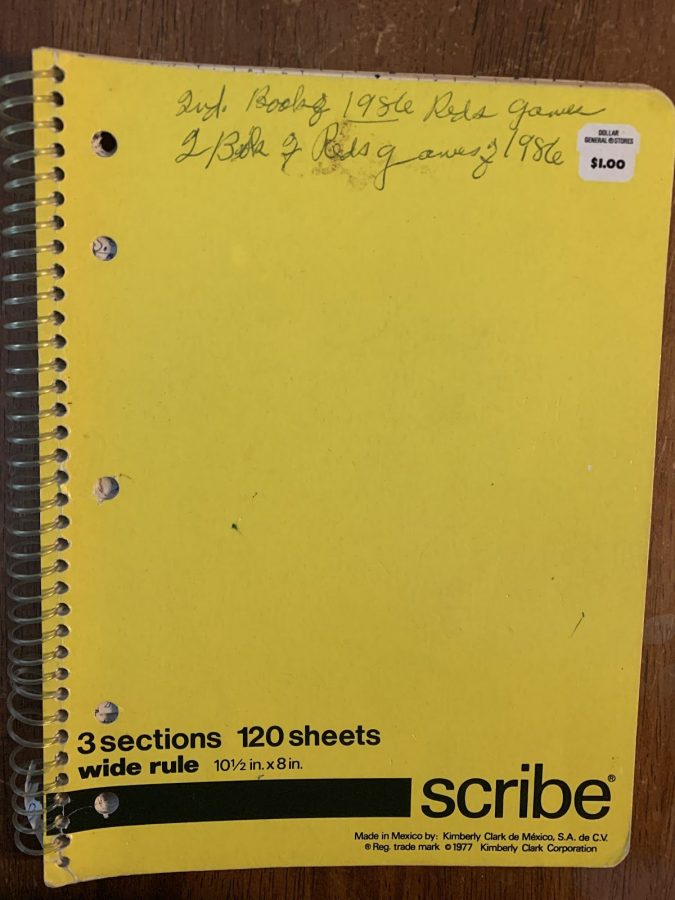 2nd. Book of 1986 Reds games
2 Book of Reds games of 1986
DOLLAR
GENERAL ® STORES
$1.00
3 sections 120 sheets
wide rule 10½ in. x 8 in.
scribe®
Made in Mexico by: Kimberly Clark de México, S.A. de C.V.
® Reg. trade mark © 1977 Kimberly Clark Corporation